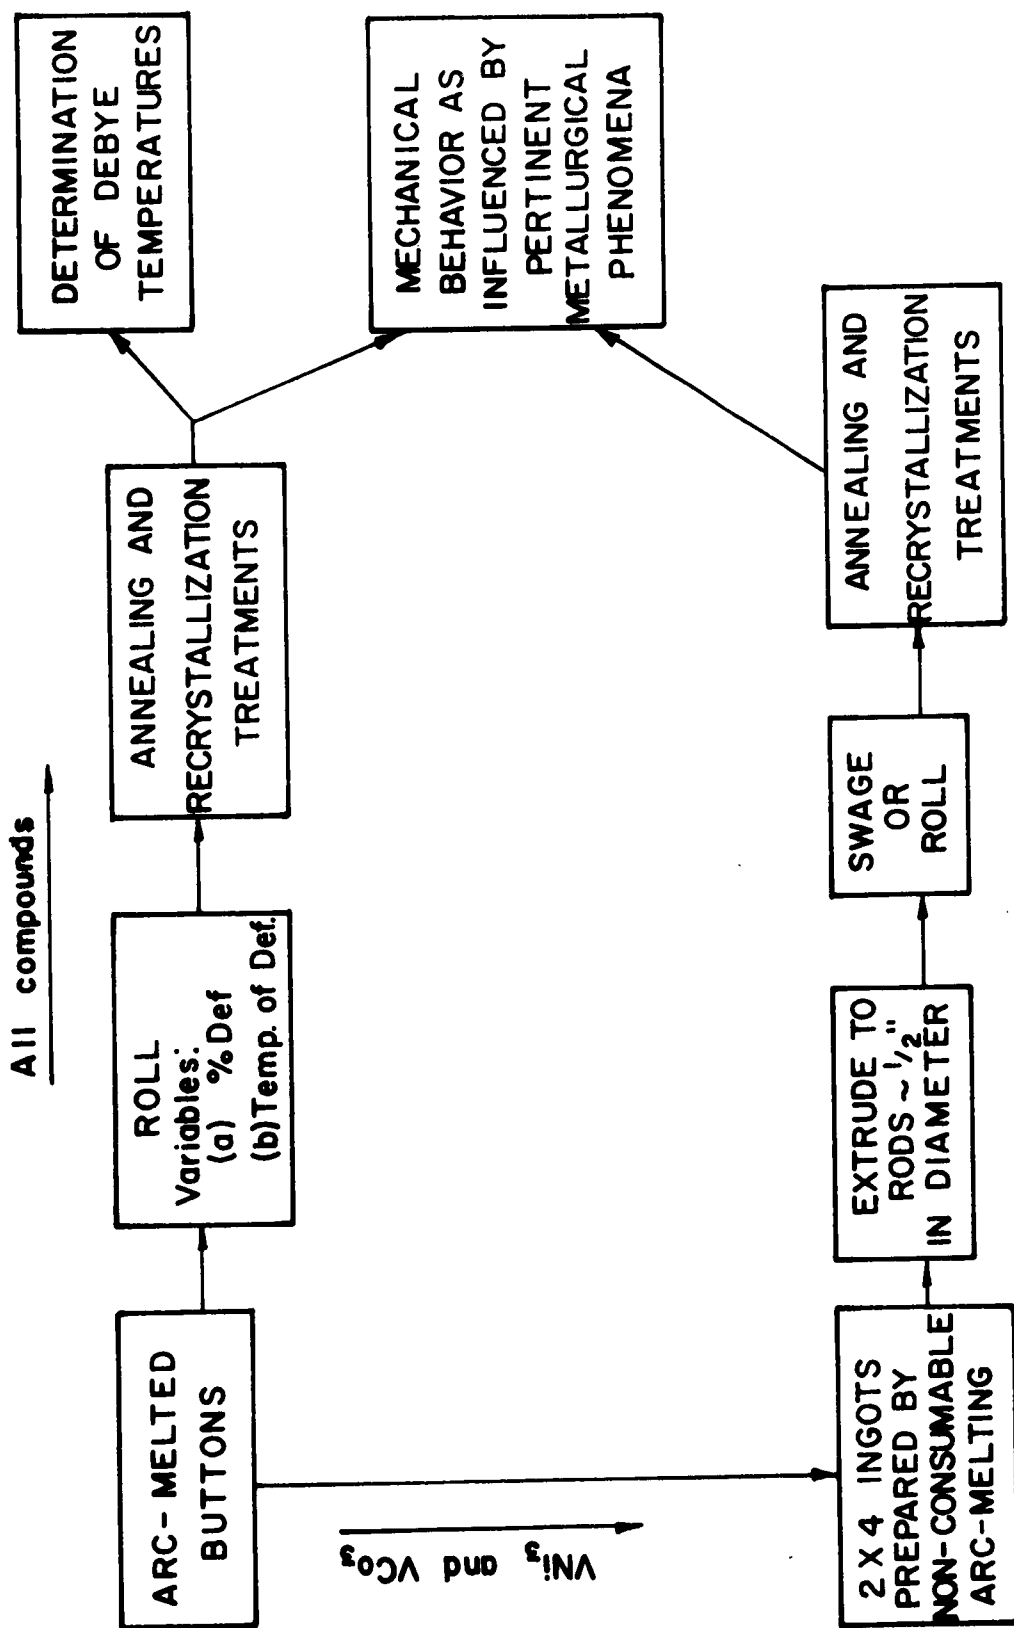 All compounds
ARC-MELTED
BUTTONS
ROLL
Variables:
(a) % Def
(b) Temp. of Def.
ANNEALING AND
RECRYSTALLIZATION
TREATMENTS
DETERMINATION
OF DEBYE
TEMPERATURES
MECHANICAL
BEHAVIOR AS
INFLUENCED BY
PERTINENT
METALLURGICAL
PHENOMENA
VNi₃ and VCo₃
2 X 4 INGOTS
PREPARED BY
NON-CONSUMABLE
ARC-MELTING
EXTRUDE TO
RODS ~ 1/2"
IN DIAMETER
SWAGE
OR
ROLL
ANNEALING AND
RECRYSTALLIZATION
TREATMENTS